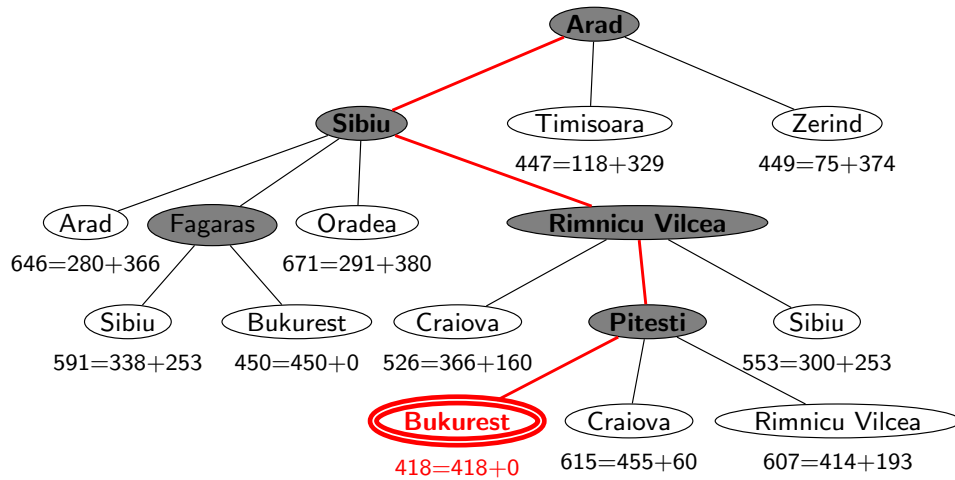 Arad
Sibiu Timisoara Zerind
447=118+329 449=75+374
Arad Fagaras Oradea Rimnicu Vilcea
646=280+366 671=291+380
Sibiu Bukurest Craiova Pitesti Sibiu
591=338+253 450=450+0 526=366+160 553=300+253
Bukurest Craiova Rimnicu Vilcea
418=418+0 615=455+60 607=414+193